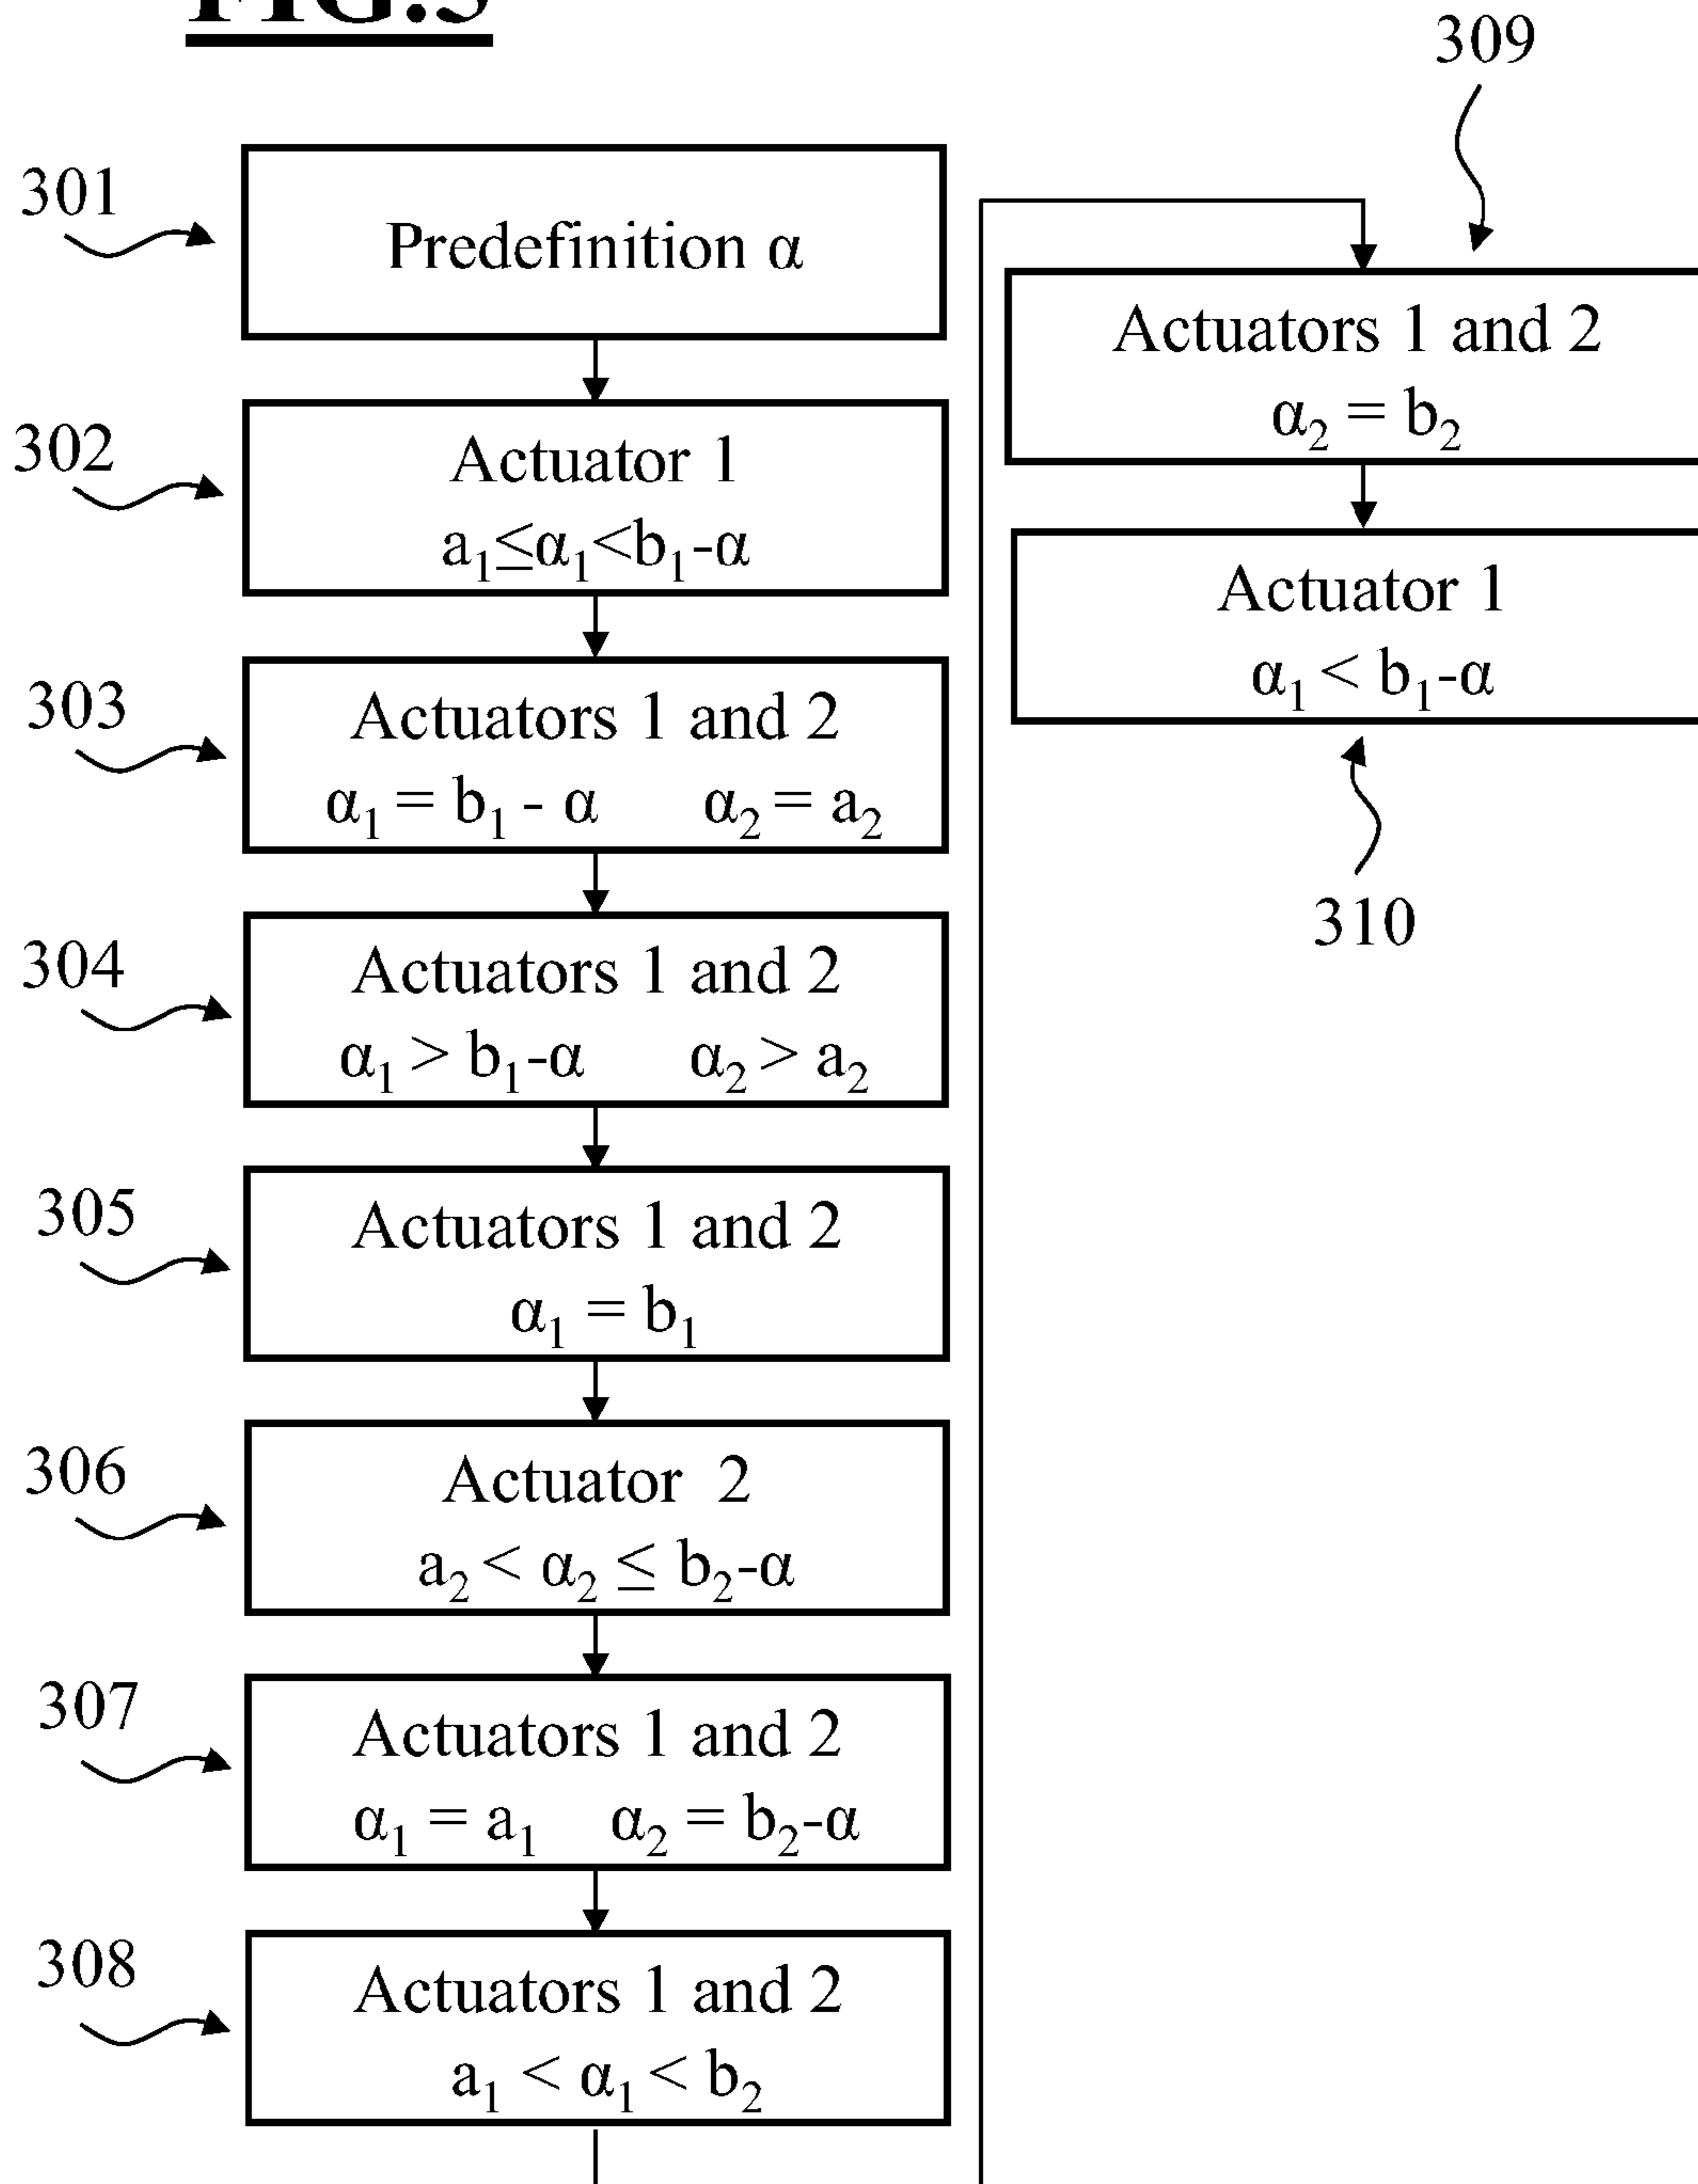 FIG.3
301
Predefinition α
302
Actuator 1
a₁≤α₁<b₁-α
303
Actuators 1 and 2
α₁ = b₁ - α α₂ = a₂
304
Actuators 1 and 2
α₁ > b₁-α α₂ > a₂
305
Actuators 1 and 2
α₁ = b₁
306
Actuator 2
a₂ < α₂ ≤ b₂-α
307
Actuators 1 and 2
α₁ = a₁ α₂ = b₂-α
308
Actuators 1 and 2
a₁ < α₁ < b₂
309
Actuators 1 and 2
α₂ = b₂
Actuator 1
α₁ < b₁-α
310